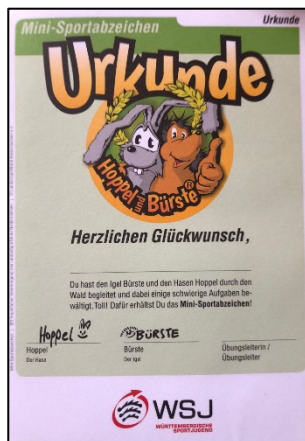 Mini-Sportabzeichen
Urkunde
Urkunde
Hoppel und Bürste®
Herzlichen Glückwunsch,
Du hast den Igel Bürste und den Hasen Hoppel durch den
Wald begleitet und dabei einige schwierige Aufgaben be-
wältigt. Toll! Dafür erhältst Du das Mini-Sportabzeichen!
Hoppel BÜRSTE
Hoppel Bürste Übungsleiterin /
Der Hase Der Igel Übungsleiter
WSJ
WÜRTTEMBERGISCHE
SPORTJUGEND